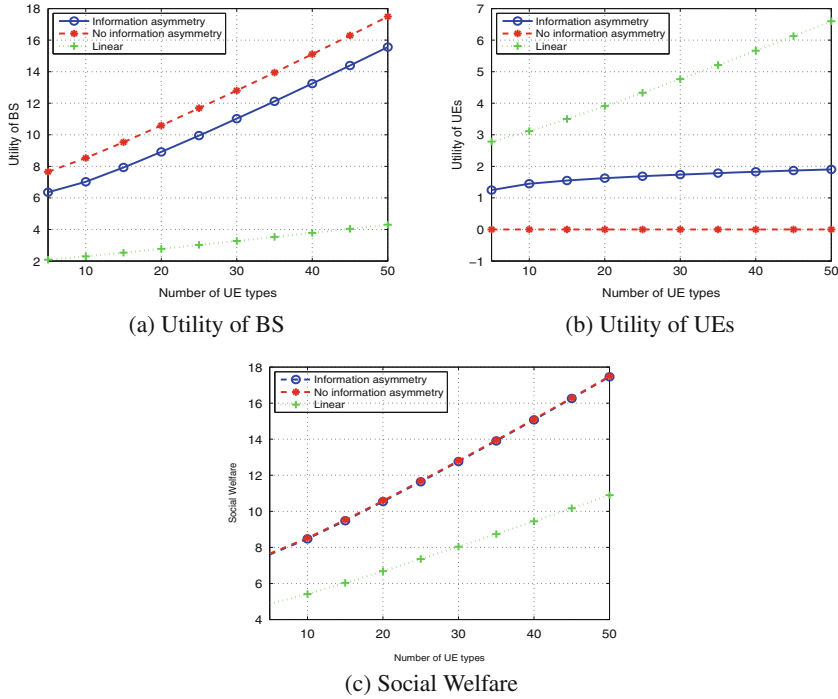 18
16
14
12
10
8
6
4
2
Utility of BS
Information asymmetry
No information asymmetry
Linear
10 20 30 40 50
Number of UE types
(a) Utility of BS
7
6
5
4
3
2
1
0
−1
Utility of UEs
Information asymmetry
No information asymmetry
Linear
10 20 30 40 50
Number of UE types
(b) Utility of UEs
18
16
14
12
10
8
6
4
Social Welfare
Information asymmetry
No information asymmetry
Linear
10 20 30 40 50
Number of UE types
(c) Social Welfare